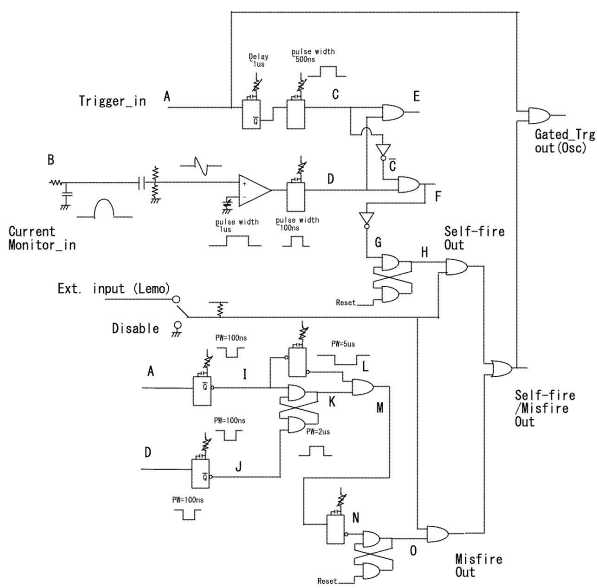 Delay
~1us
pulse width
~500ns
Trigger_in
A
C
E
Q
Gated_Trg
out(Osc)
B
C
D
F
pulse width
1us
pulse width
100ns
Current
Monitor_in
Self-fire
Out
G
H
Reset
Ext. input (Lemo)
Disable
PW=100ns
PW=5us
A
I
L
Q
K
M
Self-fire
/Misfire
Out
PW=100ns
PW=2us
D
J
Q
PW=100ns
N
O
Misfire
Out
Reset